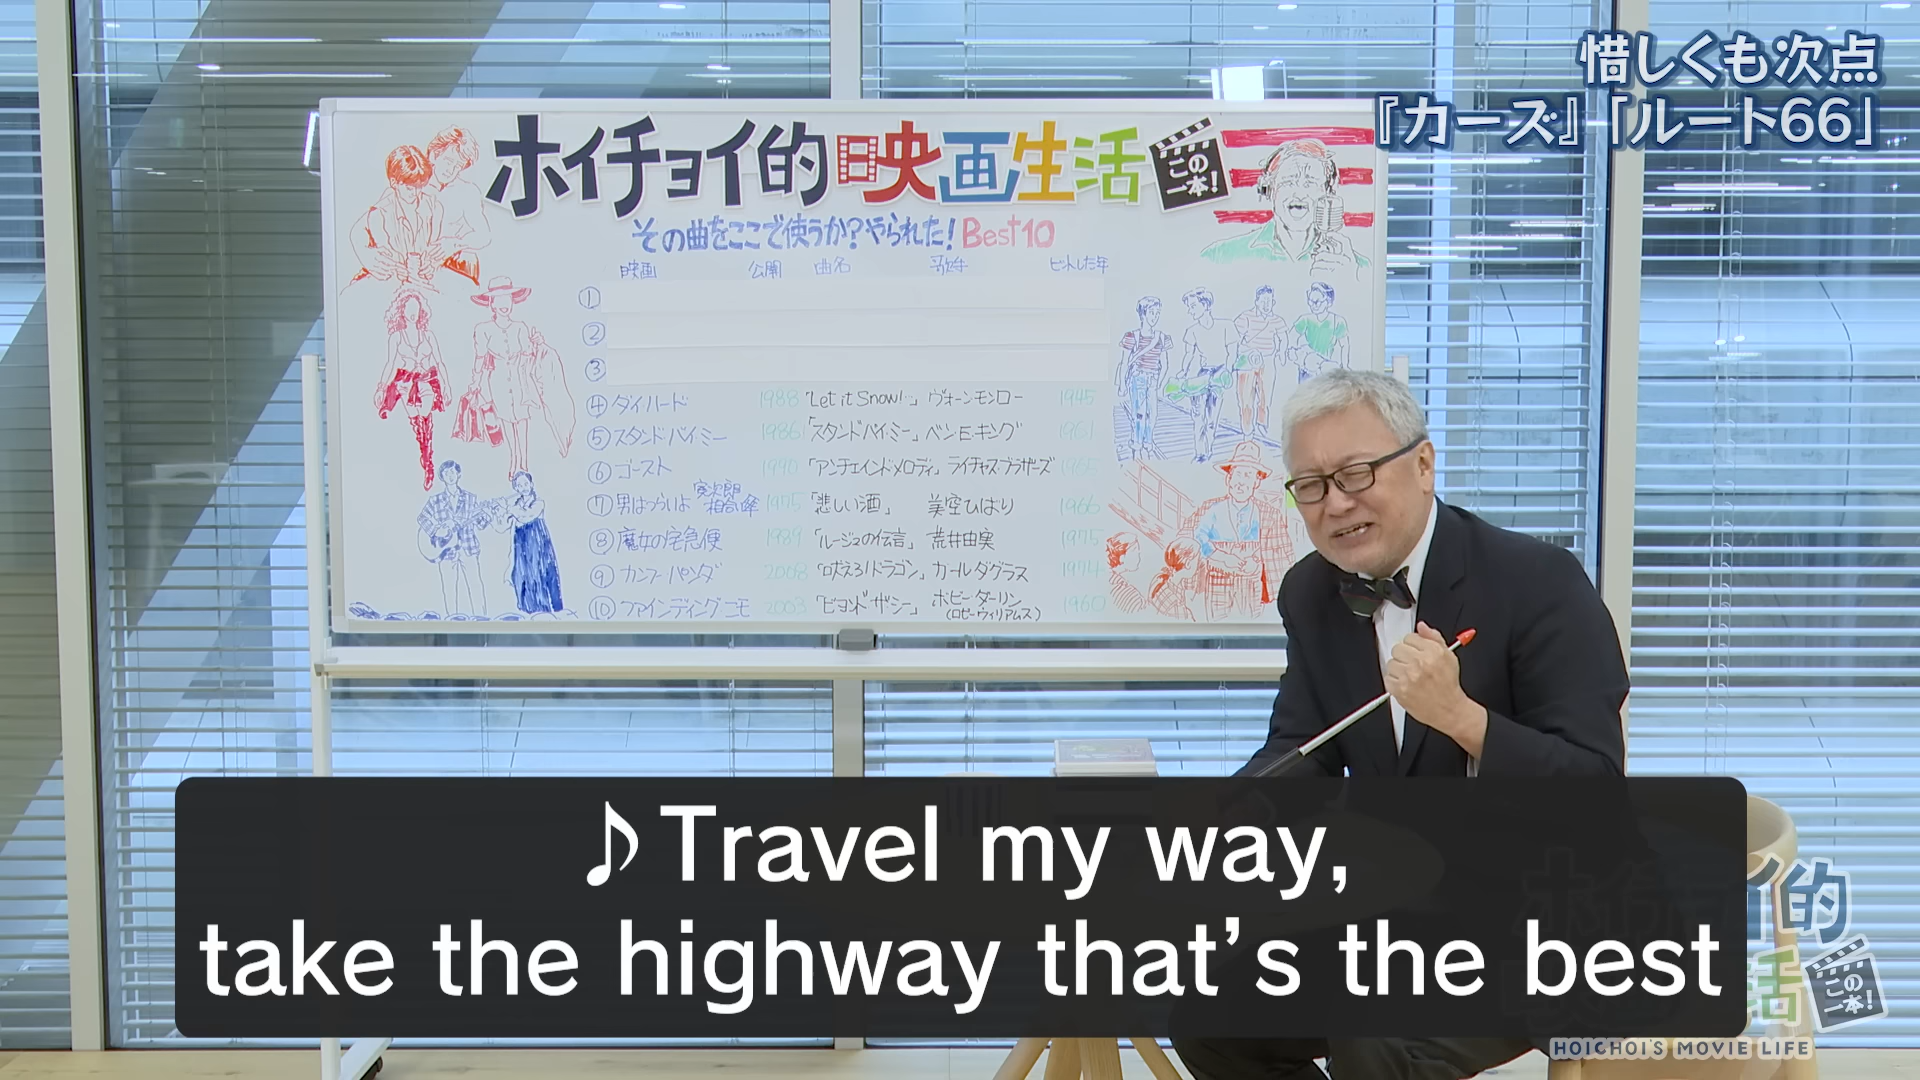 惜しくも次点
『カーズ』「ルート66」
ホイチョイ的映画生活 この一本!
その曲をここで使うか?やられた! Best10
映画 公開 曲名 歌手 ヒットした年
①
②
③
④ ダイ・ハード 1988 「Let it Snow!…」 ヴォーン・モンロー 1945
⑤ スタンド・バイ・ミー 1986 「スタンド・バイ・ミー」 ベン・E・キング 1961
⑥ ゴースト 1990 「アンチェインド・メロディ」 ライチャス・ブラザーズ 1965
⑦ 男はつらいよ 寅次郎相合い傘 1975 「悲しい酒」 美空ひばり 1966
⑧ 魔女の宅急便 1989 「ルージュの伝言」 荒井由実 1975
⑨ カンフー・パンダ 2008 「吠えろ!ドラゴン」 カール・ダグラス 1974
⑩ ファインディング・ニモ 2003 「ビヨンド・ザ・シー」 ボビー・ダーリン 1960
(ロビー・ウィリアムス)
♪Travel my way,
take the highway that's the best
HOICHOI'S MOVIE LIFE